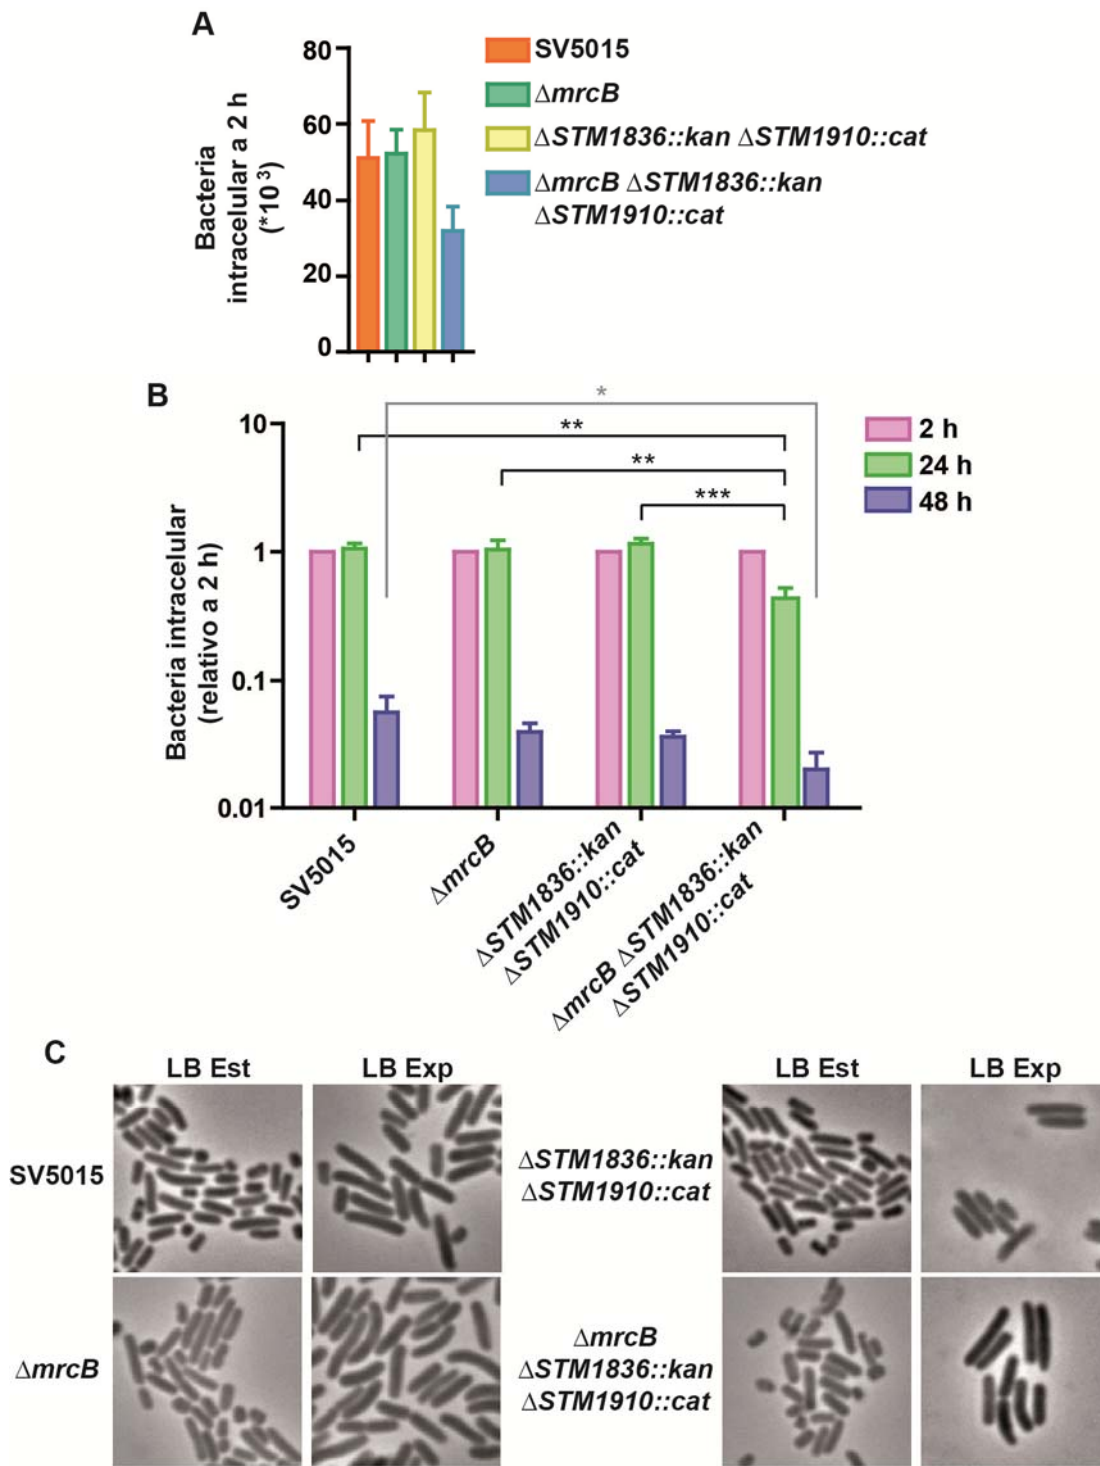 A
80
60
40
20
0
Bacteria
intracelular a 2 h
(*10 3)
SV5015
ΔmrcB
ΔSTM1836::kan ΔSTM1910::cat
ΔmrcB ΔSTM1836::kan
ΔSTM1910::cat
B
10
1
0.1
0.01
Bacteria intracelular
(relativo a 2 h)
*
**
**
***
2 h
24 h
48 h
SV5015
ΔmrcB
ΔSTM1836::kan
ΔSTM1910::cat
ΔmrcB ΔSTM1836::kan
ΔSTM1910::cat
C
LB Est
LB Exp
LB Est
LB Exp
SV5015
ΔSTM1836::kan
ΔSTM1910::cat
ΔmrcB
ΔmrcB
ΔSTM1836::kan
ΔSTM1910::cat